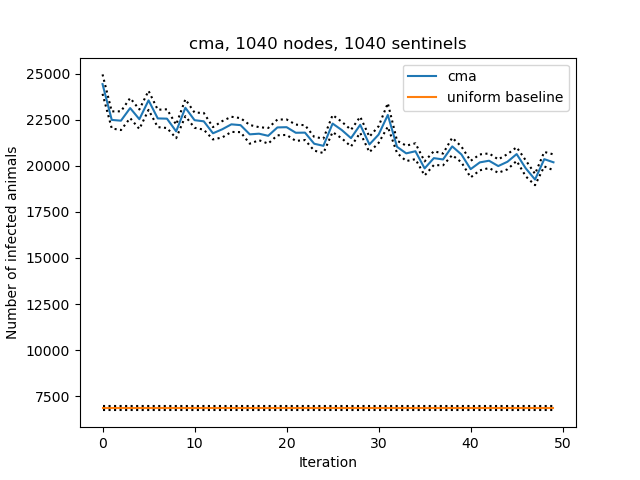 cma, 1040 nodes, 1040 sentinels
cma
uniform baseline
25000
22500
20000
17500
15000
12500
10000
7500
Number of infected animals
0 10 20 30 40 50
Iteration